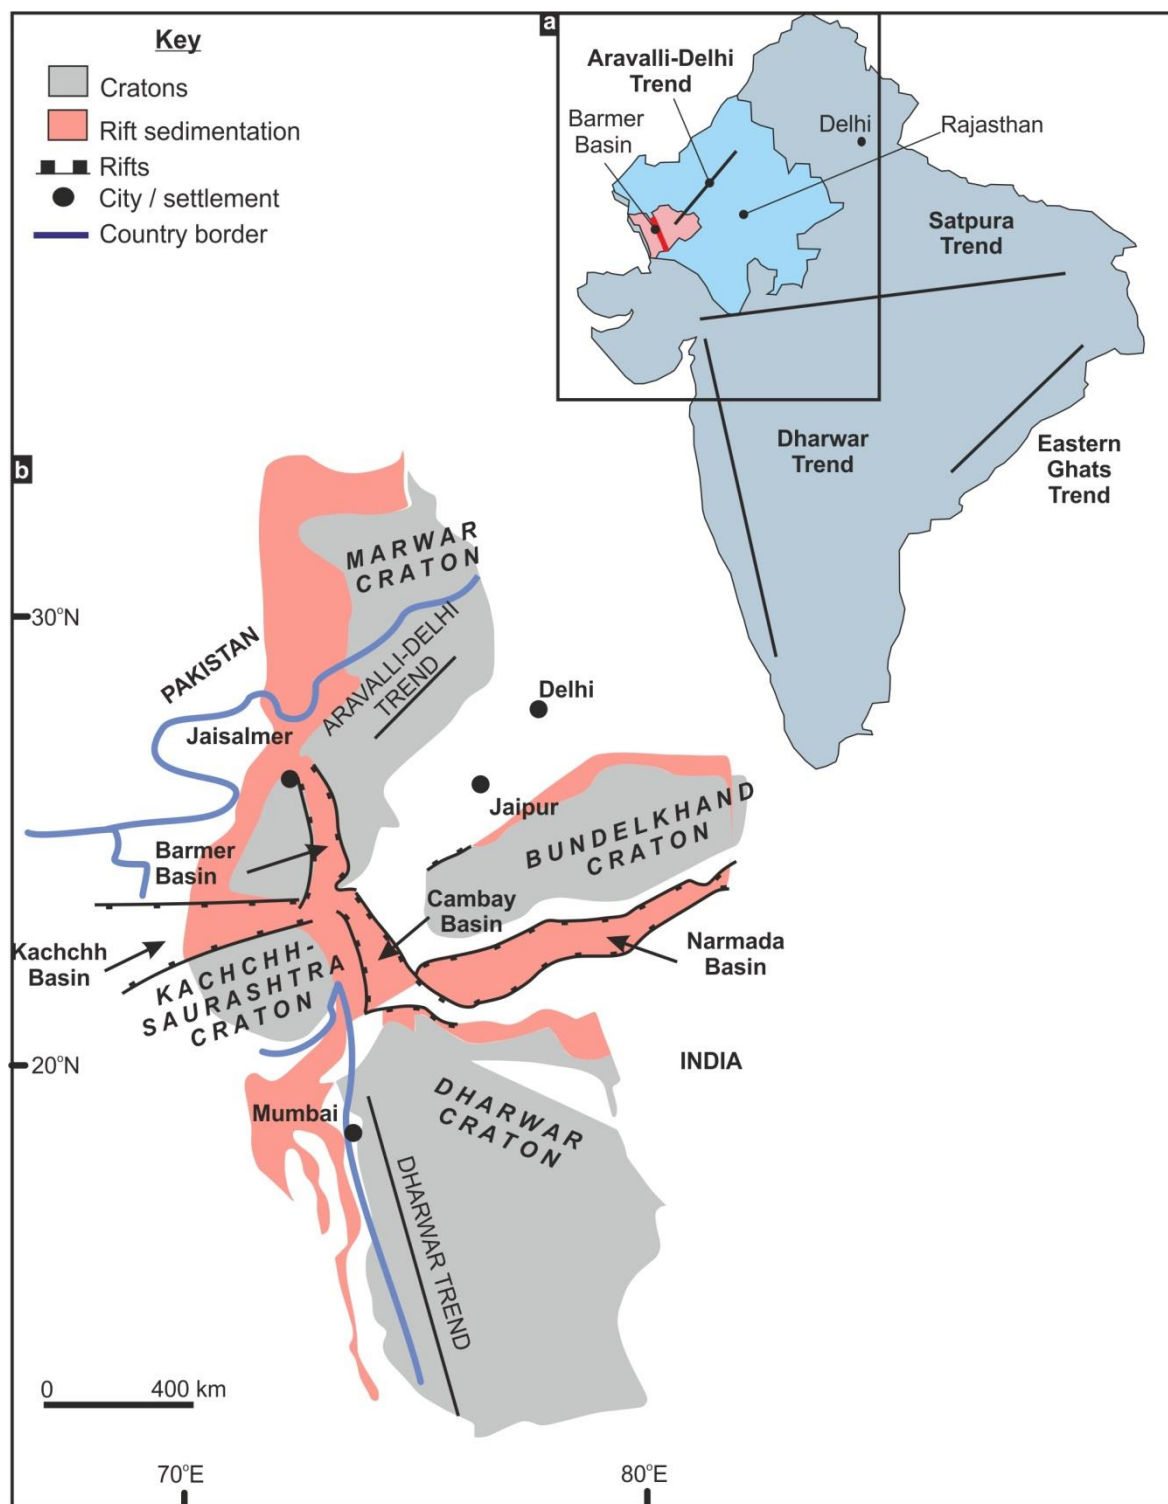 Key
Cratons
Rift sedimentation
Rifts
City / settlement
Country border
a
Aravalli-Delhi
Trend
Barmer
Basin
Delhi
Rajasthan
Satpura
Trend
Dharwar
Trend
Eastern
Ghats
Trend
b
MARWAR
CRATON
30°N
PAKISTAN
ARAVALLI-DELHI
TREND
Delhi
Jaisalmer
Jaipur
BUNDELKHAND
CRATON
Barmer
Basin
Cambay
Basin
Kachchh
Basin
Narmada
Basin
KACHCHH-
SAURASHTRA
CRATON
20°N
INDIA
Mumbai
DHARWAR
CRATON
DHARWAR TREND
0 400 km
70°E
80°E